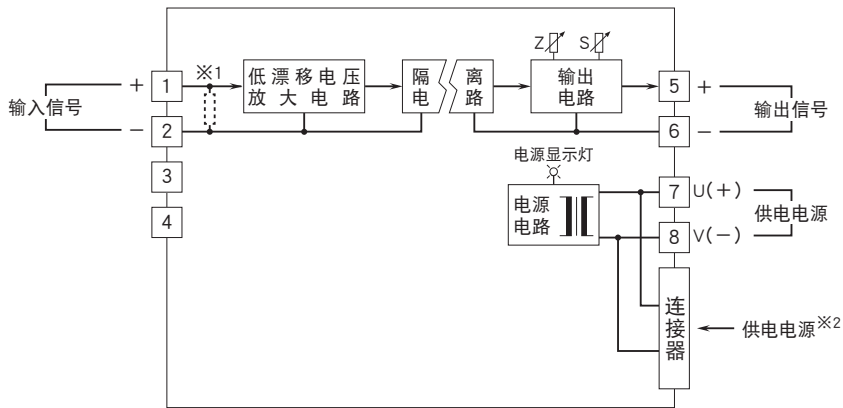 Z S
※1
低漂移电压
放大电路
隔 离
电 路
输出
电路
输入信号
+ 1
- 2
3
4
5 +
6 -
输出信号
电源显示灯
电源
电路
7 U(+)
8 V(-)
供电电源
连接器
供电电源※2